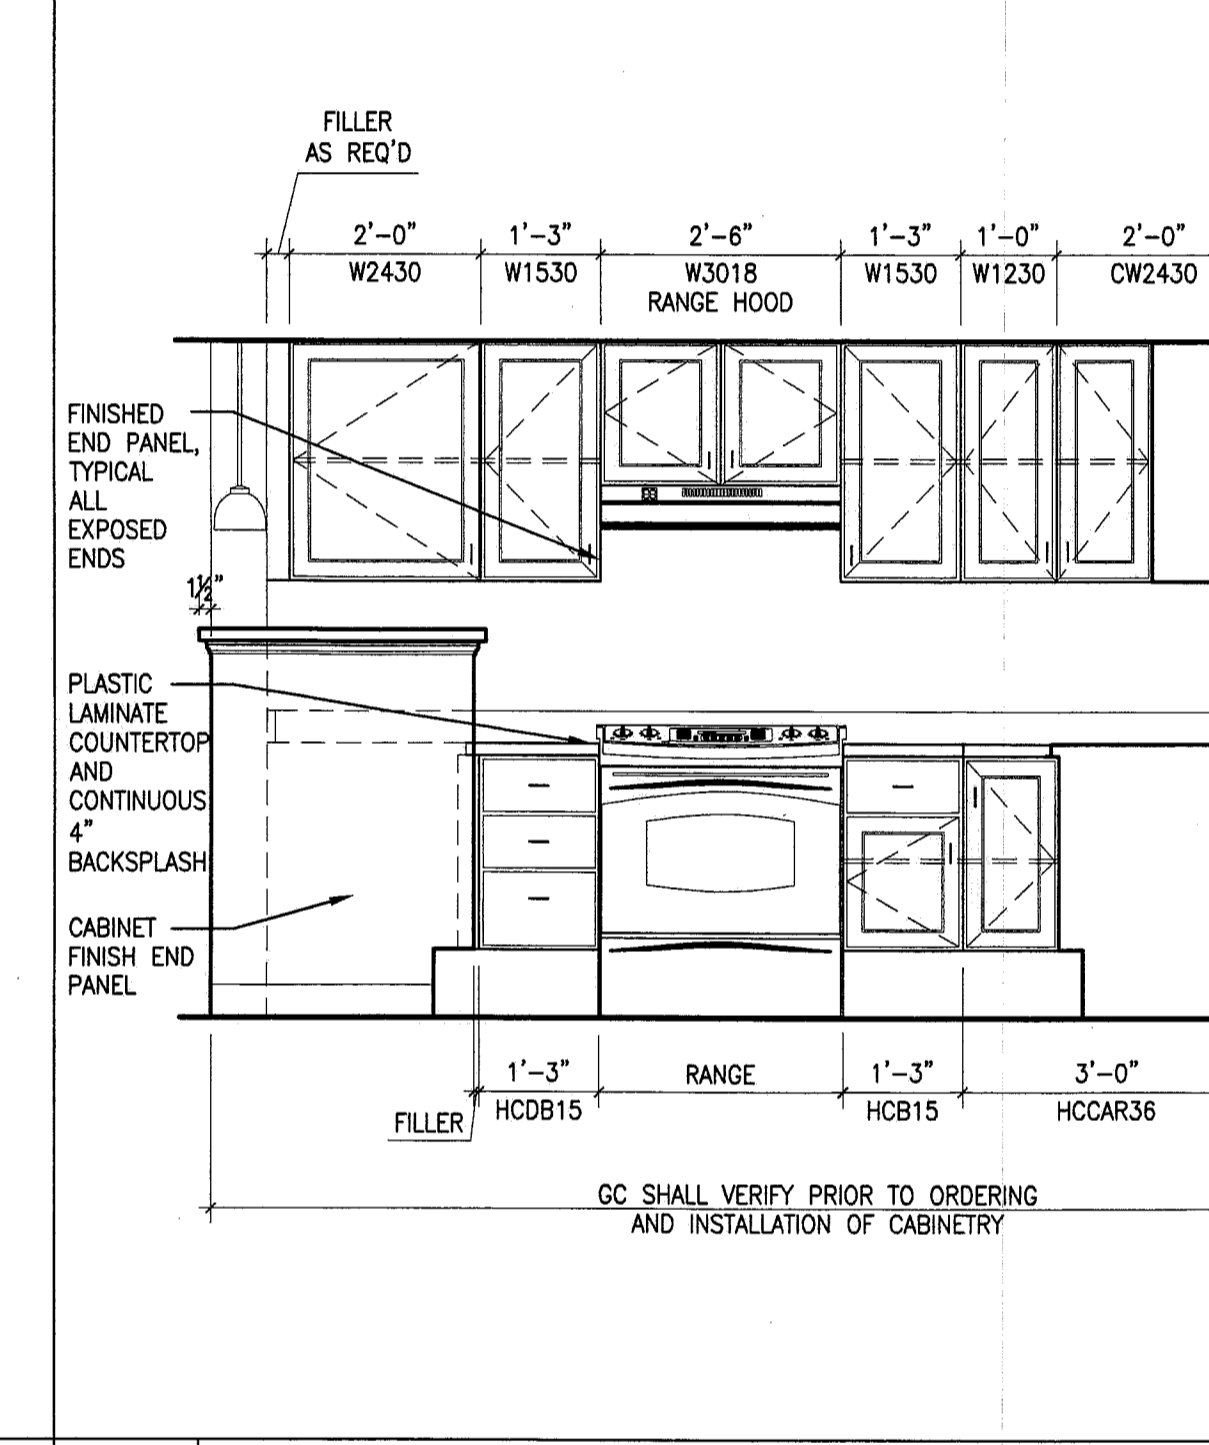 FILLER
AS REQ'D
2'-0" 1'-3" 2'-6" 1'-3" 1'-0" 2'-0"
W2430 W1530 W3018 W1530 W1230 CW2430
RANGE HOOD
FINISHED
END PANEL,
TYPICAL
ALL
EXPOSED
ENDS
1½"
PLASTIC
LAMINATE
COUNTERTOP
AND
CONTINUOUS
4"
BACKSPLASH
CABINET
FINISH END
PANEL
1'-3" RANGE 1'-3" 3'-0"
HCDB15 HCB15 HCCAR36
FILLER
GC SHALL VERIFY PRIOR TO ORDERING
AND INSTALLATION OF CABINETRY